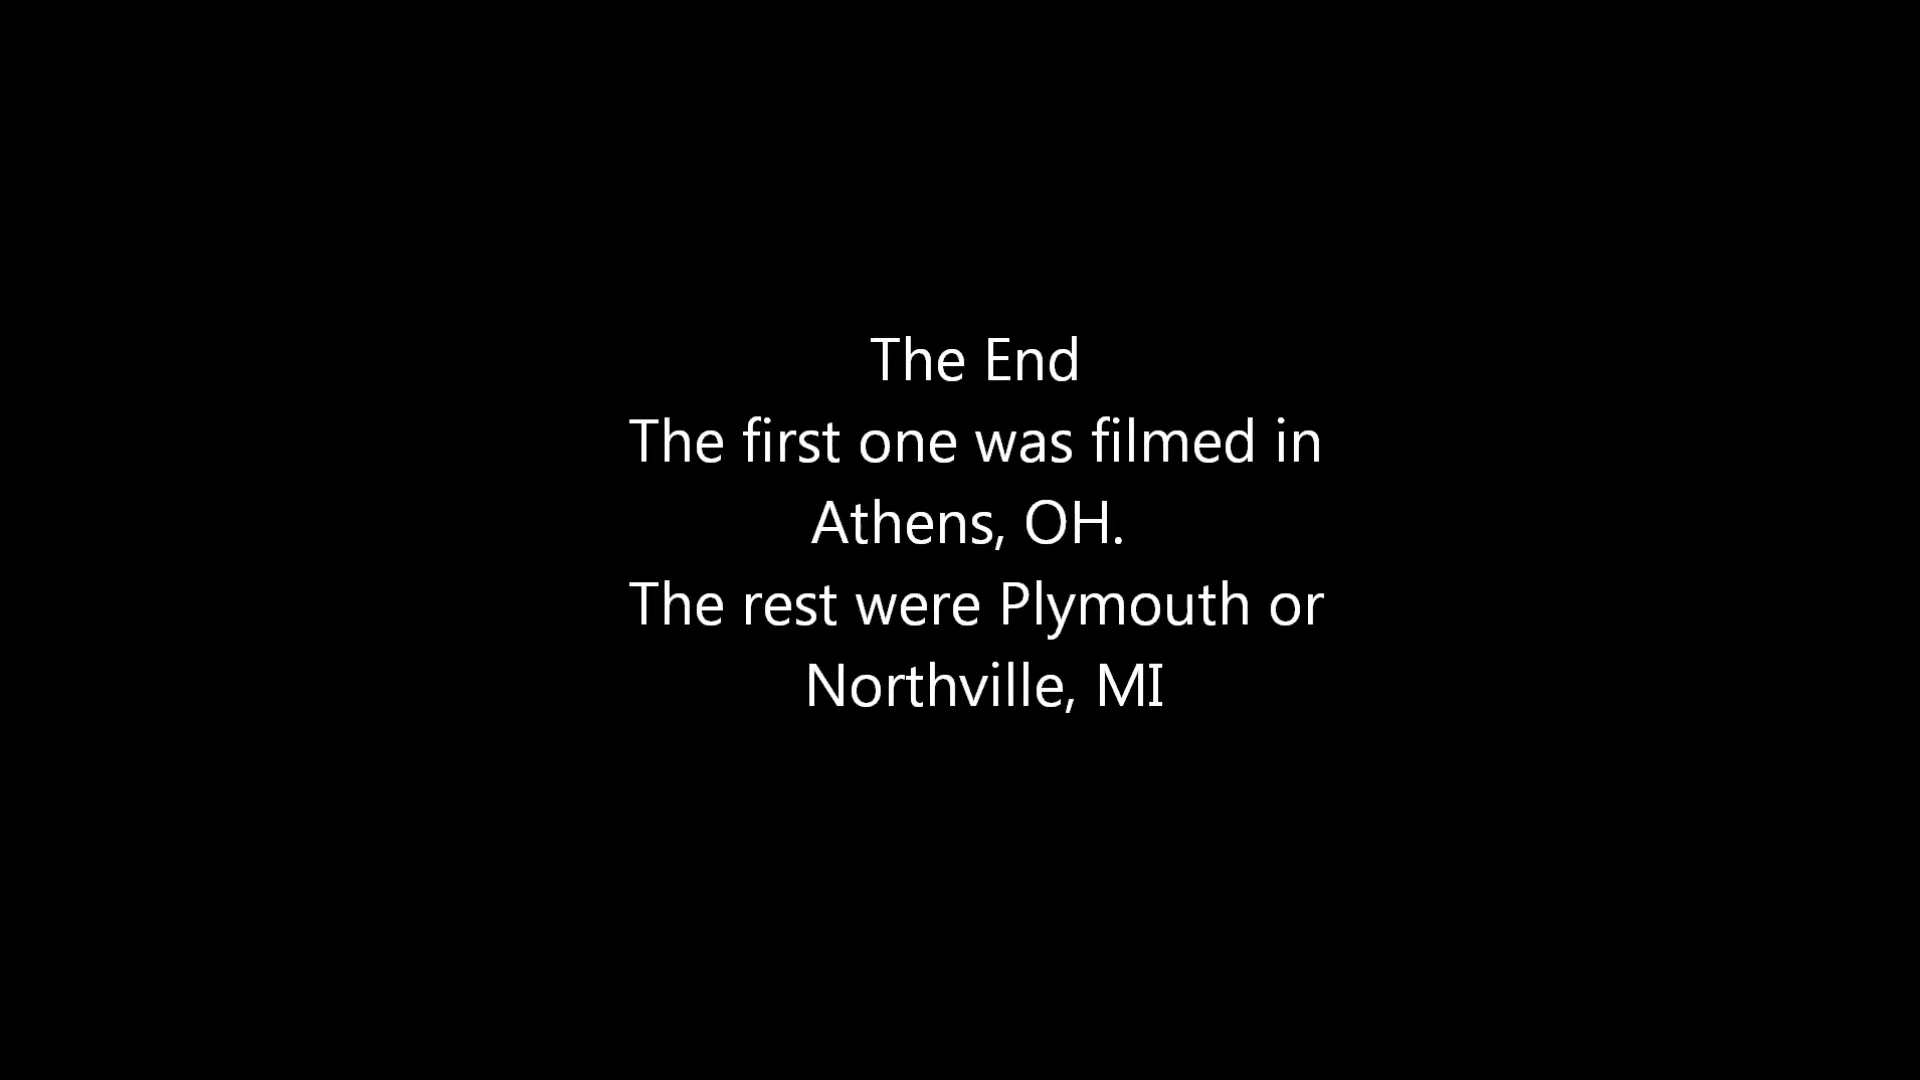 The End
The first one was filmed in
Athens, OH.
The rest were Plymouth or
Northville, MI